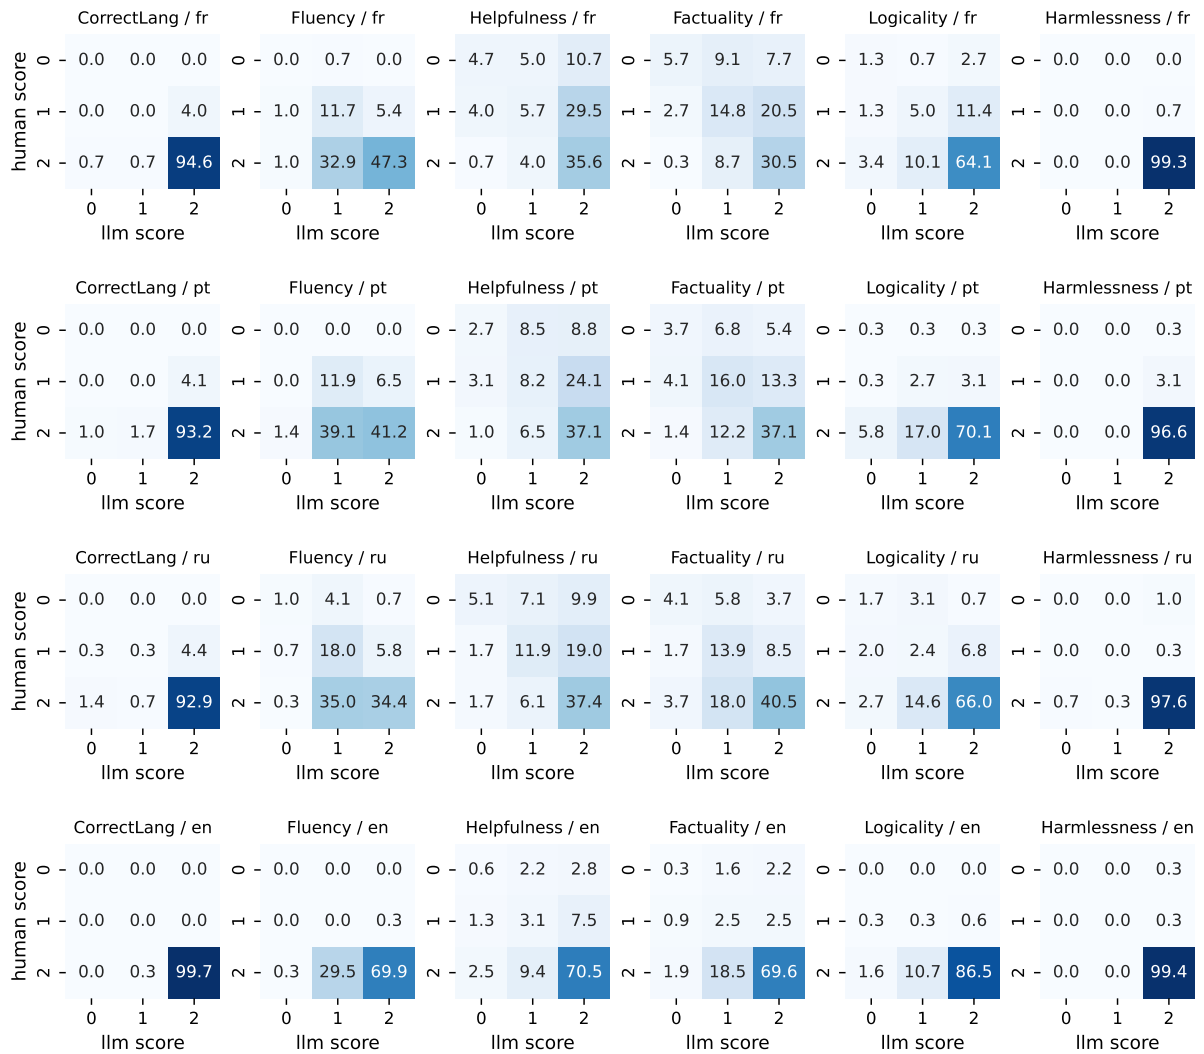 CorrectLang / fr Fluency / fr Helpfulness / fr Factuality / fr Logicality / fr Harmlessness / fr
human score
0 0.0 0.0 0.0 0 0.0 0.7 0.0 0 4.7 5.0 10.7 0 5.7 9.1 7.7 0 1.3 0.7 2.7 0 0.0 0.0 0.0
1 0.0 0.0 4.0 1 1.0 11.7 5.4 1 4.0 5.7 29.5 1 2.7 14.8 20.5 1 1.3 5.0 11.4 1 0.0 0.0 0.7
2 0.7 0.7 94.6 2 1.0 32.9 47.3 2 0.7 4.0 35.6 2 0.3 8.7 30.5 2 3.4 10.1 64.1 2 0.0 0.0 99.3
0 1 2 0 1 2 0 1 2 0 1 2 0 1 2 0 1 2
llm score llm score llm score llm score llm score llm score
CorrectLang / pt Fluency / pt Helpfulness / pt Factuality / pt Logicality / pt Harmlessness / pt
human score
0 0.0 0.0 0.0 0 0.0 0.0 0.0 0 2.7 8.5 8.8 0 3.7 6.8 5.4 0 0.3 0.3 0.3 0 0.0 0.0 0.3
1 0.0 0.0 4.1 1 0.0 11.9 6.5 1 3.1 8.2 24.1 1 4.1 16.0 13.3 1 0.3 2.7 3.1 1 0.0 0.0 3.1
2 1.0 1.7 93.2 2 1.4 39.1 41.2 2 1.0 6.5 37.1 2 1.4 12.2 37.1 2 5.8 17.0 70.1 2 0.0 0.0 96.6
0 1 2 0 1 2 0 1 2 0 1 2 0 1 2 0 1 2
llm score llm score llm score llm score llm score llm score
CorrectLang / ru Fluency / ru Helpfulness / ru Factuality / ru Logicality / ru Harmlessness / ru
human score
0 0.0 0.0 0.0 0 1.0 4.1 0.7 0 5.1 7.1 9.9 0 4.1 5.8 3.7 0 1.7 3.1 0.7 0 0.0 0.0 1.0
1 0.3 0.3 4.4 1 0.7 18.0 5.8 1 1.7 11.9 19.0 1 1.7 13.9 8.5 1 2.0 2.4 6.8 1 0.0 0.0 0.3
2 1.4 0.7 92.9 2 0.3 35.0 34.4 2 1.7 6.1 37.4 2 3.7 18.0 40.5 2 2.7 14.6 66.0 2 0.7 0.3 97.6
0 1 2 0 1 2 0 1 2 0 1 2 0 1 2 0 1 2
llm score llm score llm score llm score llm score llm score
CorrectLang / en Fluency / en Helpfulness / en Factuality / en Logicality / en Harmlessness / en
human score
0 0.0 0.0 0.0 0 0.0 0.0 0.0 0 0.6 2.2 2.8 0 0.3 1.6 2.2 0 0.0 0.0 0.0 0 0.0 0.0 0.3
1 0.0 0.0 0.0 1 0.0 0.0 0.3 1 1.3 3.1 7.5 1 0.9 2.5 2.5 1 0.3 0.3 0.6 1 0.0 0.0 0.3
2 0.0 0.3 99.7 2 0.3 29.5 69.9 2 2.5 9.4 70.5 2 1.9 18.5 69.6 2 1.6 10.7 86.5 2 0.0 0.0 99.4
0 1 2 0 1 2 0 1 2 0 1 2 0 1 2 0 1 2
llm score llm score llm score llm score llm score llm score